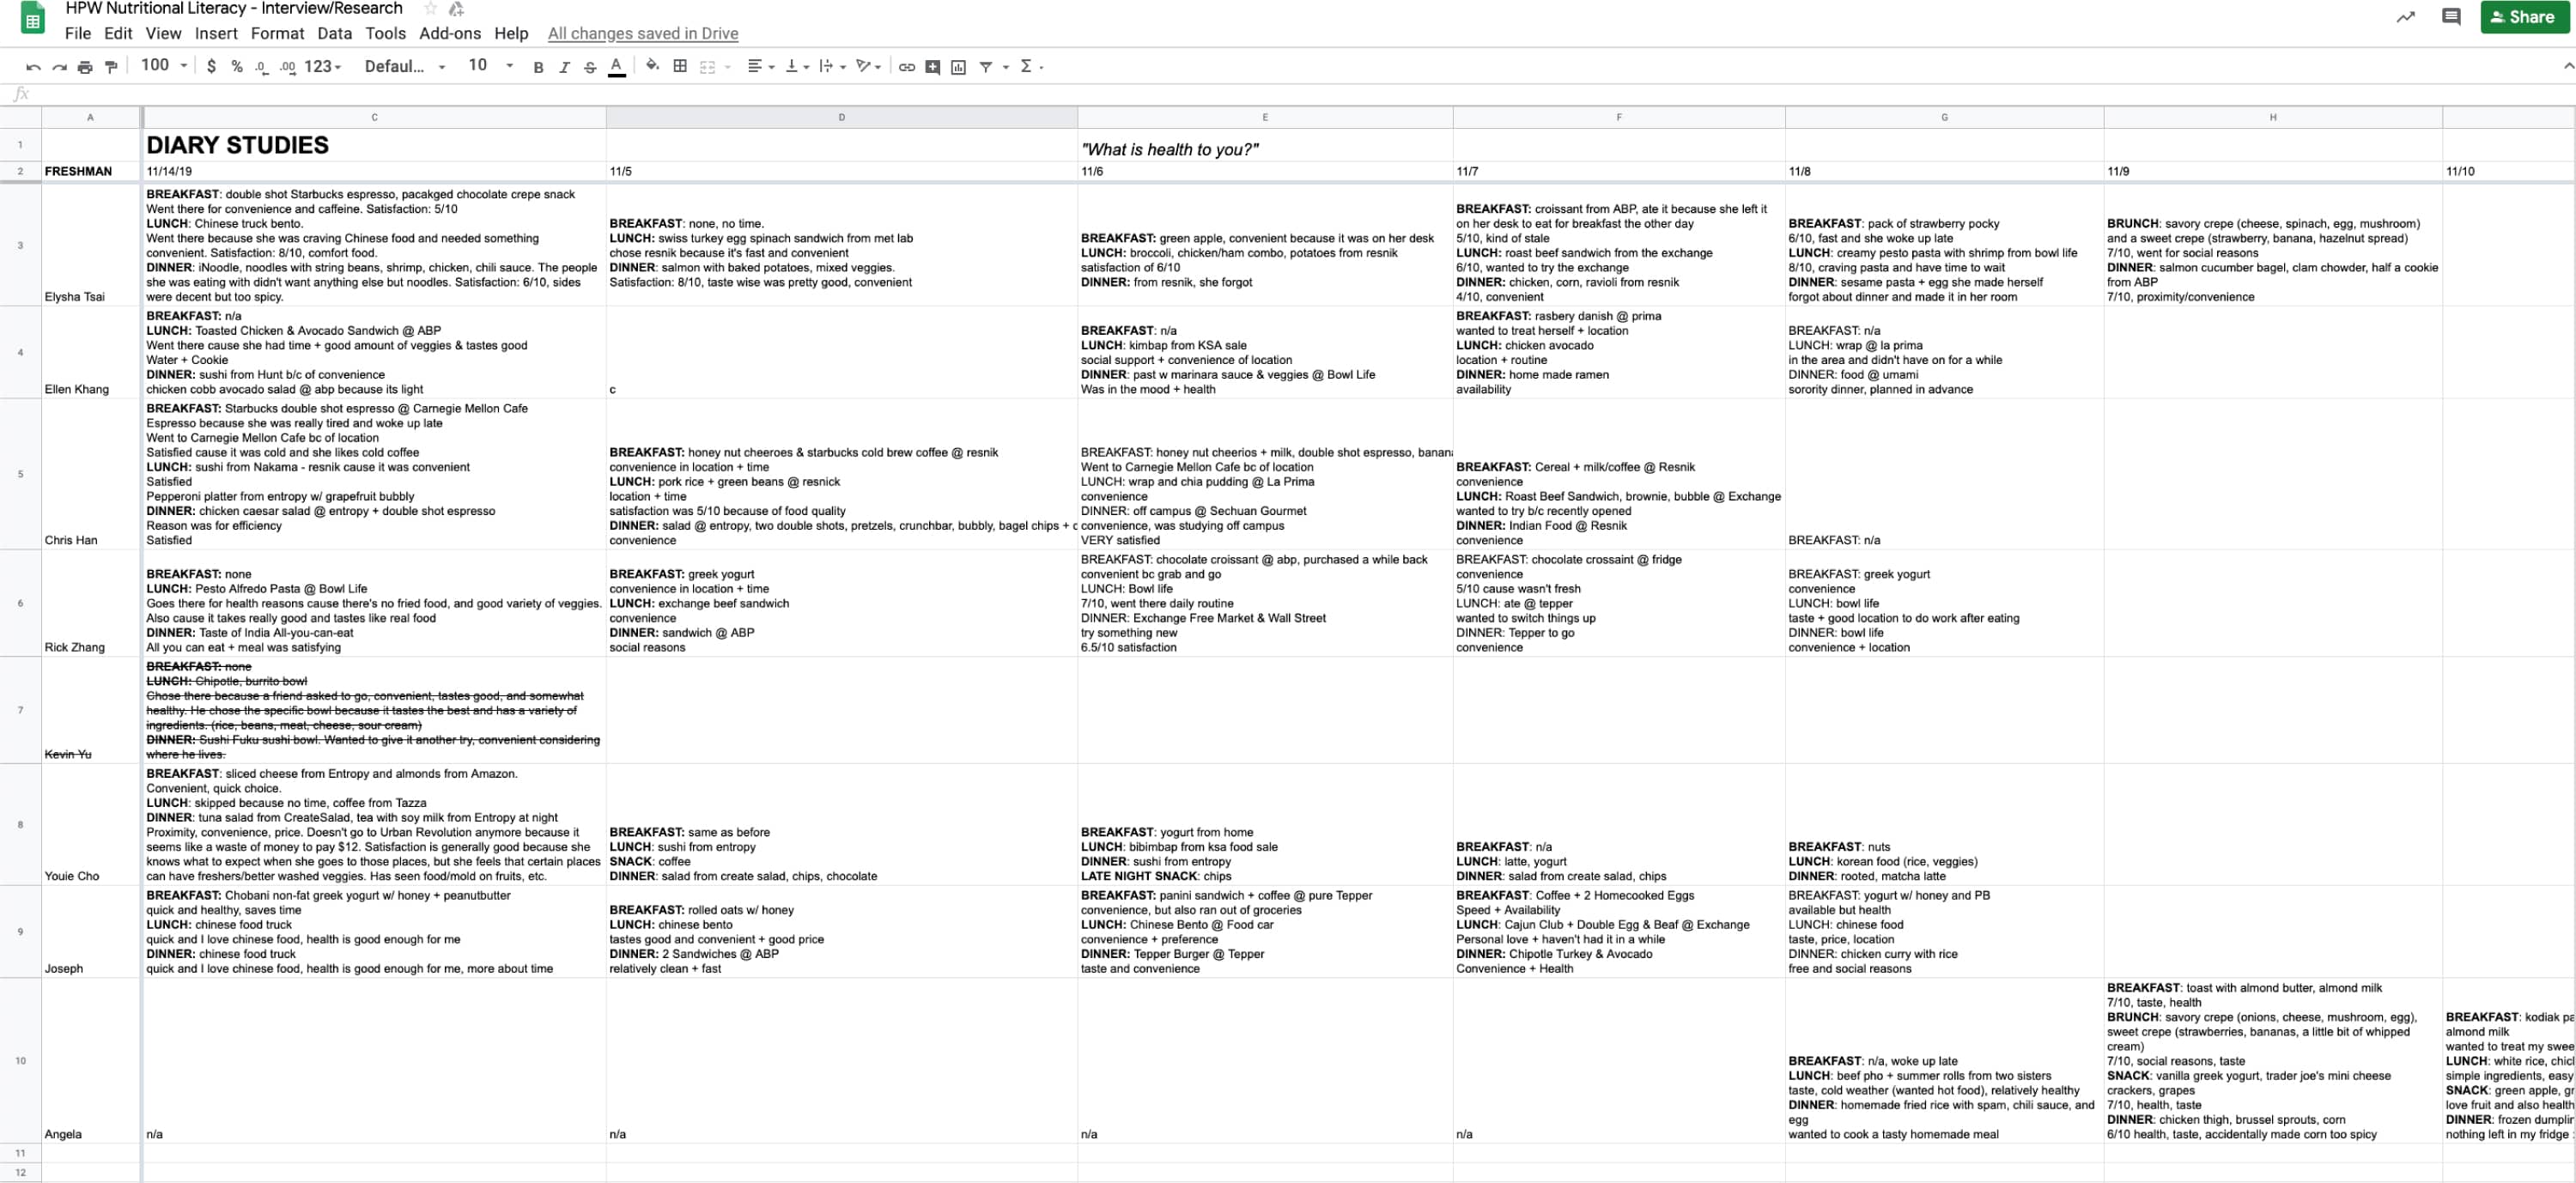 HPW Nutritional Literacy - Interview/Research
Share
File Edit View Insert Format Data Tools Add-ons Help All changes saved in Drive
100 $ % .0 .00 123 Defaul... 10 B I S A
fx
A C D E F G H
1 DIARY STUDIES "What is health to you?"
2 FRESHMAN 11/14/19 11/5 11/6 11/7 11/8 11/9 11/10
3
Elysha Tsai
BREAKFAST: double shot Starbucks espresso, pacakged chocolate crepe snack
Went there for convenience and caffeine. Satisfaction: 5/10
LUNCH: Chinese truck bento.
Went there because she was craving Chinese food and needed something
convenient. Satisfaction: 8/10, comfort food.
DINNER: iNoodle, noodles with string beans, shrimp, chicken, chili sauce. The people
she was eating with didn't want anything else but noodles. Satisfaction: 6/10, sides
were decent but too spicy.
BREAKFAST: none, no time.
LUNCH: swiss turkey egg spinach sandwich from met lab
chose resnik because it's fast and convenient
DINNER: salmon with baked potatoes, mixed veggies.
Satisfaction: 8/10, taste wise was pretty good, convenient
BREAKFAST: green apple, convenient because it was on her desk
LUNCH: broccoli, chicken/ham combo, potatoes from resnik
satisfaction of 6/10
DINNER: from resnik, she forgot
BREAKFAST: croissant from ABP, ate it because she left it
on her desk to eat for breakfast the other day
5/10, kind of stale
LUNCH: roast beef sandwich from the exchange
6/10, wanted to try the exchange
DINNER: chicken, corn, ravioli from resnik
4/10, convenient
BREAKFAST: pack of strawberry pocky
6/10, fast and she woke up late
LUNCH: creamy pesto pasta with shrimp from bowl life
8/10, craving pasta and have time to wait
DINNER: sesame pasta + egg she made herself
forgot about dinner and made it in her room
BRUNCH: savory crepe (cheese, spinach, egg, mushroom)
and a sweet crepe (strawberry, banana, hazelnut spread)
7/10, went for social reasons
DINNER: salmon cucumber bagel, clam chowder, half a cookie
from ABP
7/10, proximity/convenience
4
Ellen Khang
BREAKFAST: n/a
LUNCH: Toasted Chicken & Avocado Sandwich @ ABP
Went there cause she had time + good amount of veggies & tastes good
Water + Cookie
DINNER: sushi from Hunt b/c of convenience
chicken cobb avocado salad @ abp because its light
c
BREAKFAST: n/a
LUNCH: kimbap from KSA sale
social support + convenience of location
DINNER: past w marinara sauce & veggies @ Bowl Life
Was in the mood + health
BREAKFAST: rasbery danish @ prima
wanted to treat herself + location
LUNCH: chicken avocado
location + routine
DINNER: home made ramen
availability
BREAKFAST: n/a
LUNCH: wrap @ la prima
in the area and didn't have on for a while
DINNER: food @ umami
sorority dinner, planned in advance
5
Chris Han
BREAKFAST: Starbucks double shot espresso @ Carnegie Mellon Cafe
Espresso because she was really tired and woke up late
Went to Carnegie Mellon Cafe bc of location
Satisfied cause it was cold and she likes cold coffee
LUNCH: sushi from Nakama - resnik cause it was convenient
Satisfied
Pepperoni platter from entropy w/ grapefruit bubbly
DINNER: chicken caesar salad @ entropy + double shot espresso
Reason was for efficiency
Satisfied
BREAKFAST: honey nut cheeroes & starbucks cold brew coffee @ resnik
convenience in location + time
LUNCH: pork rice + green beans @ resnick
location + time
satisfaction was 5/10 because of food quality
DINNER: salad @ entropy, two double shots, pretzels, crunchbar, bubbly, bagel chips + c
convenience
BREAKFAST: honey nut cheerios + milk, double shot espresso, banana
Went to Carnegie Mellon Cafe bc of location
LUNCH: wrap and chia pudding @ La Prima
convenience
DINNER: off campus @ Sechuan Gourmet
convenience, was studying off campus
VERY satisfied
BREAKFAST: Cereal + milk/coffee @ Resnik
convenience
LUNCH: Roast Beef Sandwich, brownie, bubble @ Exchange
wanted to try b/c recently opened
DINNER: Indian Food @ Resnik
convenience
BREAKFAST: n/a
6
Rick Zhang
BREAKFAST: none
LUNCH: Pesto Alfredo Pasta @ Bowl Life
Goes there for health reasons cause there's no fried food, and good variety of veggies.
Also cause it takes really good and tastes like real food
DINNER: Taste of India All-you-can-eat
All you can eat + meal was satisfying
BREAKFAST: greek yogurt
convenience in location + time
LUNCH: exchange beef sandwich
convenience
DINNER: sandwich @ ABP
social reasons
BREAKFAST: chocolate croissant @ abp, purchased a while back
convenient bc grab and go
LUNCH: Bowl life
7/10, went there daily routine
DINNER: Exchange Free Market & Wall Street
try something new
6.5/10 satisfaction
BREAKFAST: chocolate crossaint @ fridge
convenience
5/10 cause wasn't fresh
LUNCH: ate @ tepper
wanted to switch things up
DINNER: Tepper to go
convenience
BREAKFAST: greek yogurt
convenience
LUNCH: bowl life
taste + good location to do work after eating
DINNER: bowl life
convenience + location
7
Kevin Yu
BREAKFAST: none
LUNCH: Chipotle, burrito bowl
Chose there because a friend asked to go, convenient, tastes good, and somewhat
healthy. He chose the specific bowl because it tastes the best and has a variety of
ingredients. (rice, beans, meat, cheese, sour cream)
DINNER: Sushi Fuku sushi bowl. Wanted to give it another try, convenient considering
where he lives.
8
Youie Cho
BREAKFAST: sliced cheese from Entropy and almonds from Amazon.
Convenient, quick choice.
LUNCH: skipped because no time, coffee from Tazza
DINNER: tuna salad from CreateSalad, tea with soy milk from Entropy at night
Proximity, convenience, price. Doesn't go to Urban Revolution anymore because it
seems like a waste of money to pay $12. Satisfaction is generally good because she
knows what to expect when she goes to those places, but she feels that certain places
can have freshers/better washed veggies. Has seen food/mold on fruits, etc.
BREAKFAST: same as before
LUNCH: sushi from entropy
SNACK: coffee
DINNER: salad from create salad, chips, chocolate
BREAKFAST: yogurt from home
LUNCH: bibimbap from ksa food sale
DINNER: sushi from entropy
LATE NIGHT SNACK: chips
BREAKFAST: n/a
LUNCH: latte, yogurt
DINNER: salad from create salad, chips
BREAKFAST: nuts
LUNCH: korean food (rice, veggies)
DINNER: rooted, matcha latte
9
Joseph
BREAKFAST: Chobani non-fat greek yogurt w/ honey + peanutbutter
quick and healthy, saves time
LUNCH: chinese food truck
quick and I love chinese food, health is good enough for me
DINNER: chinese food truck
quick and I love chinese food, health is good enough for me, more about time
BREAKFAST: rolled oats w/ honey
LUNCH: chinese bento
tastes good and convenient + good price
DINNER: 2 Sandwiches @ ABP
relatively clean + fast
BREAKFAST: panini sandwich + coffee @ pure Tepper
convenience, but also ran out of groceries
LUNCH: Chinese Bento @ Food car
convenience + preference
DINNER: Tepper Burger @ Tepper
taste and convenience
BREAKFAST: Coffee + 2 Homecooked Eggs
Speed + Availability
LUNCH: Cajun Club + Double Egg & Beaf @ Exchange
Personal love + haven't had it in a while
DINNER: Chipotle Turkey & Avocado
Convenience + Health
BREAKFAST: yogurt w/ honey and PB
available but health
LUNCH: chinese food
taste, price, location
DINNER: chicken curry with rice
free and social reasons
10
Angela
n/a
n/a
n/a
n/a
BREAKFAST: n/a, woke up late
LUNCH: beef pho + summer rolls from two sisters
taste, cold weather (wanted hot food), relatively healthy
DINNER: homemade fried rice with spam, chili sauce, and
egg
wanted to cook a tasty homemade meal
BREAKFAST: toast with almond butter, almond milk
7/10, taste, health
BRUNCH: savory crepe (onions, cheese, mushroom, egg),
sweet crepe (strawberries, bananas, a little bit of whipped
cream)
7/10, social reasons, taste
SNACK: vanilla greek yogurt, trader joe's mini cheese
crackers, grapes
7/10, health, taste
DINNER: chicken thigh, brussel sprouts, corn
6/10 health, taste, accidentally made corn too spicy
BREAKFAST: kodiak pa
almond milk
wanted to treat my swee
LUNCH: white rice, chic
simple ingredients, easy
SNACK: green apple, gr
love fruit and also health
DINNER: frozen dumplin
nothing left in my fridge
11
12